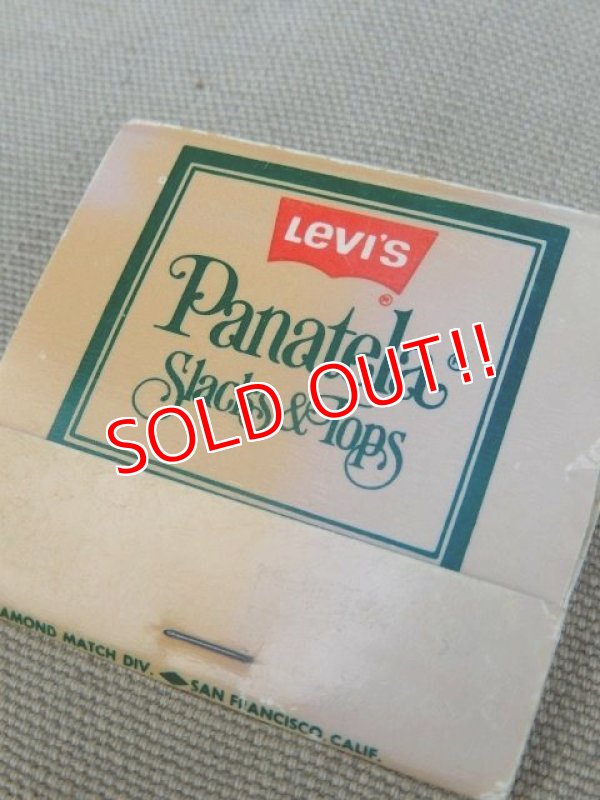 LEVI'S
®
Panatela®
Slacks & Tops
SOLD OUT!!
AMOND MATCH DIV. SAN FRANCISCO, CALIF.